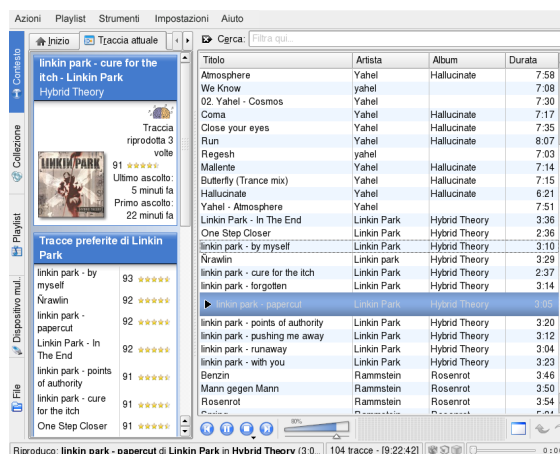 Azioni Playlist Strumenti Impostazioni Aiuto
Contesto
Collezione
Playlist
Dispositivo mul.
File
Inizio Traccia attuale
linkin park - cure for the
itch - Linkin Park
Hybrid Theory
Traccia
riprodotta 3
volte
91
Ultimo ascolto:
5 minuti fa
Primo ascolto:
22 minuti fa
LINKIN PARK
Tracce preferite di Linkin
Park
linkin park - by
myself 93
Ñrawlin 92
linkin park -
papercut 92
Linkin Park - In
The End 92
linkin park - points
of authority 91
linkin park - cure
for the itch 91
One Step Closer 91
Cerca: Filtra qui...
Titolo Artista Album Durata
Atmosphere Yahel Hallucinate 7:58
We Know yahel 7:08
02. Yahel - Cosmos Yahel 7:30
Coma Yahel Hallucinate 7:17
Close your eyes Yahel Hallucinate 7:35
Run Yahel Hallucinate 8:07
Regesh yahel 7:03
Mallente Yahel Hallucinate 7:14
Butterfly (Trance mix) Yahel Hallucinate 7:15
Hallucinate Yahel Hallucinate 6:21
Yahel - Atmosphere Yahel 7:51
Linkin Park - In The End Linkin Park Hybrid Theory 3:36
One Step Closer Linkin Park Hybrid Theory 2:36
linkin park - by myself Linkin Park Hybrid Theory 3:10
Ñrawlin Linkin park Hybrid Theory 3:29
linkin park - cure for the itch Linkin Park Hybrid Theory 2:37
linkin park - forgotten Linkin Park Hybrid Theory 3:14
linkin park - papercut Linkin Park Hybrid Theory 3:05
linkin park - points of authority Linkin Park Hybrid Theory 3:20
linkin park - pushing me away Linkin Park Hybrid Theory 3:12
linkin park - runaway Linkin Park Hybrid Theory 3:04
linkin park - with you Linkin Park Hybrid Theory 3:23
Benzin Rammstein Rosenrot 3:46
Mann gegen Mann Rammstein Rosenrot 3:50
Rosenrot Rammstein Rosenrot 3:54
80%
Riproduco: linkin park - papercut di Linkin Park in Hybrid Theory (3:0... 104 tracce - [9:22:42]